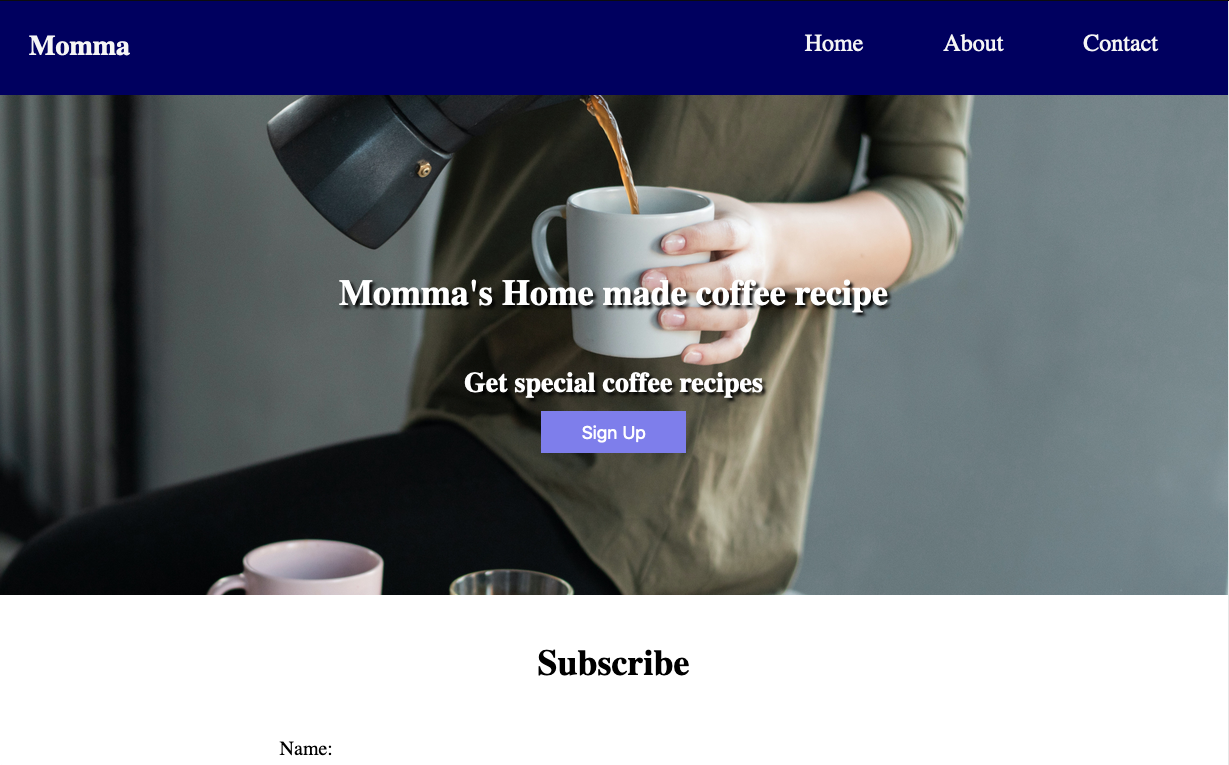 Momma
Home About Contact
Momma's Home made coffee recipe
Get special coffee recipes
Sign Up
Subscribe
Name: